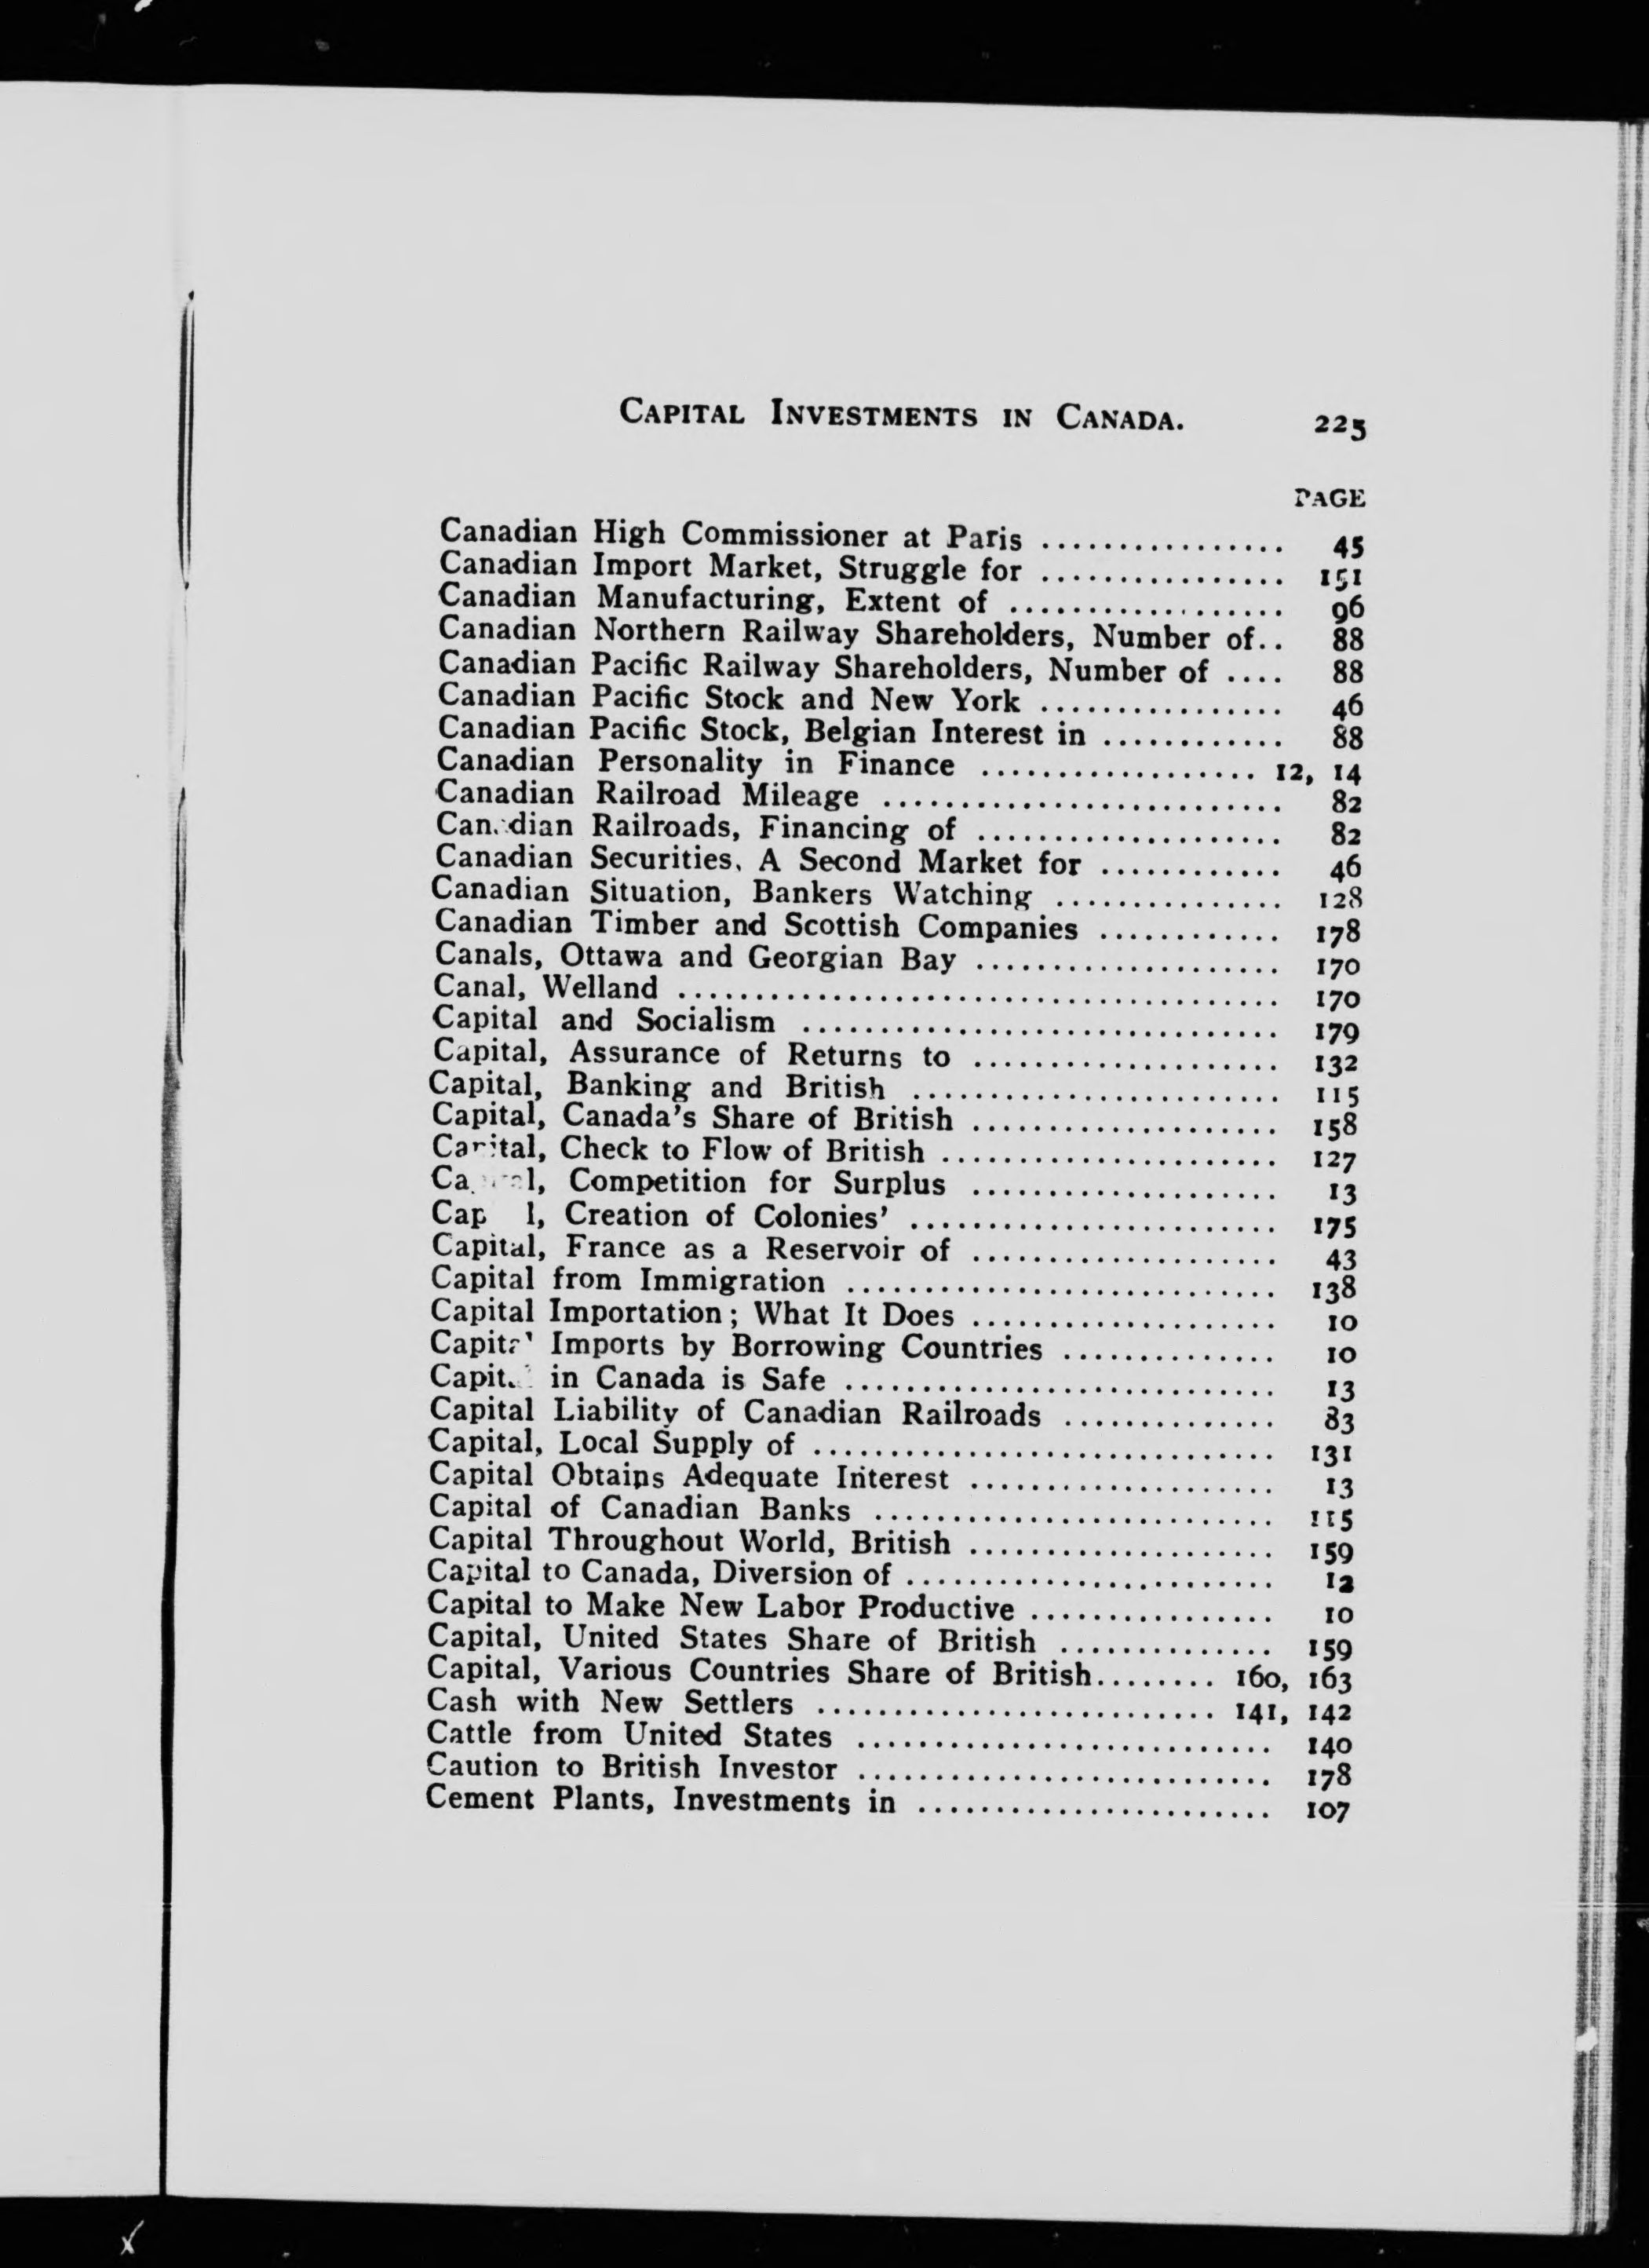 CAPITAL INVESTMENTS IN CANADA. 225
PAGE
Canadian High Commissioner at Paris ................ 45
Canadian Import Market, Struggle for ................ 151
Canadian Manufacturing, Extent of .................. 96
Canadian Northern Railway Shareholders, Number of.. 88
Canadian Pacific Railway Shareholders, Number of .... 88
Canadian Pacific Stock and New York ................ 46
Canadian Pacific Stock, Belgian Interest in ............ 88
Canadian Personality in Finance .................. 12, 14
Canadian Railroad Mileage .......................... 82
Canadian Railroads, Financing of .................... 82
Canadian Securities, A Second Market for ............ 46
Canadian Situation, Bankers Watching ............... 128
Canadian Timber and Scottish Companies ............ 178
Canals, Ottawa and Georgian Bay .................... 170
Canal, Welland ....................................... 170
Capital and Socialism ............................... 179
Capital, Assurance of Returns to .................... 132
Capital, Banking and British ........................ 115
Capital, Canada's Share of British .................... 158
Capital, Check to Flow of British ...................... 127
Capital, Competition for Surplus .................... 13
Capital, Creation of Colonies' ........................ 175
Capital, France as a Reservoir of .................... 43
Capital from Immigration ............................ 138
Capital Importation; What It Does .................... 10
Capital Imports by Borrowing Countries .............. 10
Capital in Canada is Safe ............................ 13
Capital Liability of Canadian Railroads .............. 83
Capital, Local Supply of .............................. 131
Capital Obtains Adequate Interest .................... 13
Capital of Canadian Banks .......................... 115
Capital Throughout World, British .................... 159
Capital to Canada, Diversion of ........................ 12
Capital to Make New Labor Productive ................ 10
Capital, United States Share of British .............. 159
Capital, Various Countries Share of British........ 160, 163
Cash with New Settlers .......................... 141, 142
Cattle from United States ........................... 140
Caution to British Investor ........................... 178
Cement Plants, Investments in ....................... 107